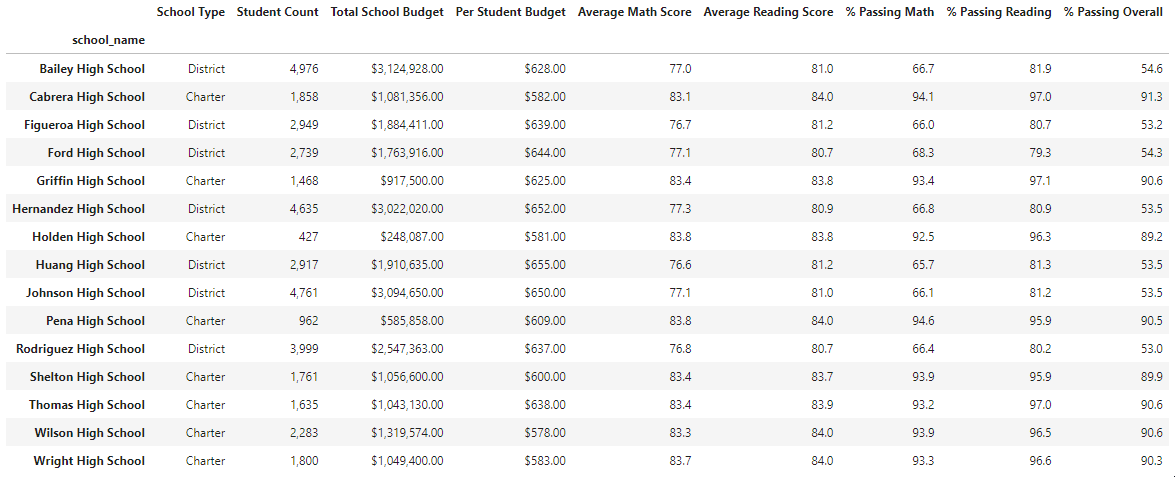 School Type Student Count Total School Budget Per Student Budget Average Math Score Average Reading Score % Passing Math % Passing Reading % Passing Overall
school_name
Bailey High School District 4,976 $3,124,928.00 $628.00 77.0 81.0 66.7 81.9 54.6
Cabrera High School Charter 1,858 $1,081,356.00 $582.00 83.1 84.0 94.1 97.0 91.3
Figueroa High School District 2,949 $1,884,411.00 $639.00 76.7 81.2 66.0 80.7 53.2
Ford High School District 2,739 $1,763,916.00 $644.00 77.1 80.7 68.3 79.3 54.3
Griffin High School Charter 1,468 $917,500.00 $625.00 83.4 83.8 93.4 97.1 90.6
Hernandez High School District 4,635 $3,022,020.00 $652.00 77.3 80.9 66.8 80.9 53.5
Holden High School Charter 427 $248,087.00 $581.00 83.8 83.8 92.5 96.3 89.2
Huang High School District 2,917 $1,910,635.00 $655.00 76.6 81.2 65.7 81.3 53.5
Johnson High School District 4,761 $3,094,650.00 $650.00 77.1 81.0 66.1 81.2 53.5
Pena High School Charter 962 $585,858.00 $609.00 83.8 84.0 94.6 95.9 90.5
Rodriguez High School District 3,999 $2,547,363.00 $637.00 76.8 80.7 66.4 80.2 53.0
Shelton High School Charter 1,761 $1,056,600.00 $600.00 83.4 83.7 93.9 95.9 89.9
Thomas High School Charter 1,635 $1,043,130.00 $638.00 83.4 83.9 93.2 97.0 90.6
Wilson High School Charter 2,283 $1,319,574.00 $578.00 83.3 84.0 93.9 96.5 90.6
Wright High School Charter 1,800 $1,049,400.00 $583.00 83.7 84.0 93.3 96.6 90.3